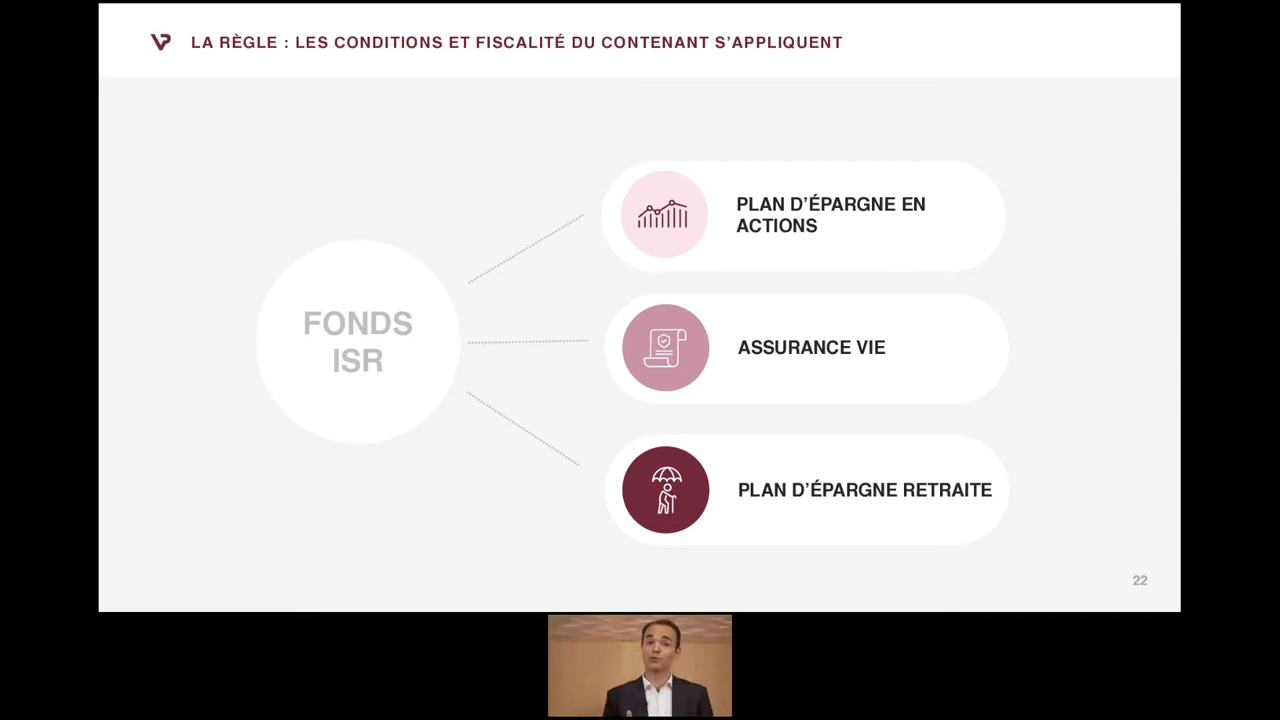 LA RÈGLE : LES CONDITIONS ET FISCALITÉ DU CONTENANT S’APPLIQUENT
FONDS
ISR
PLAN D’ÉPARGNE EN
ACTIONS
ASSURANCE VIE
PLAN D’ÉPARGNE RETRAITE
22